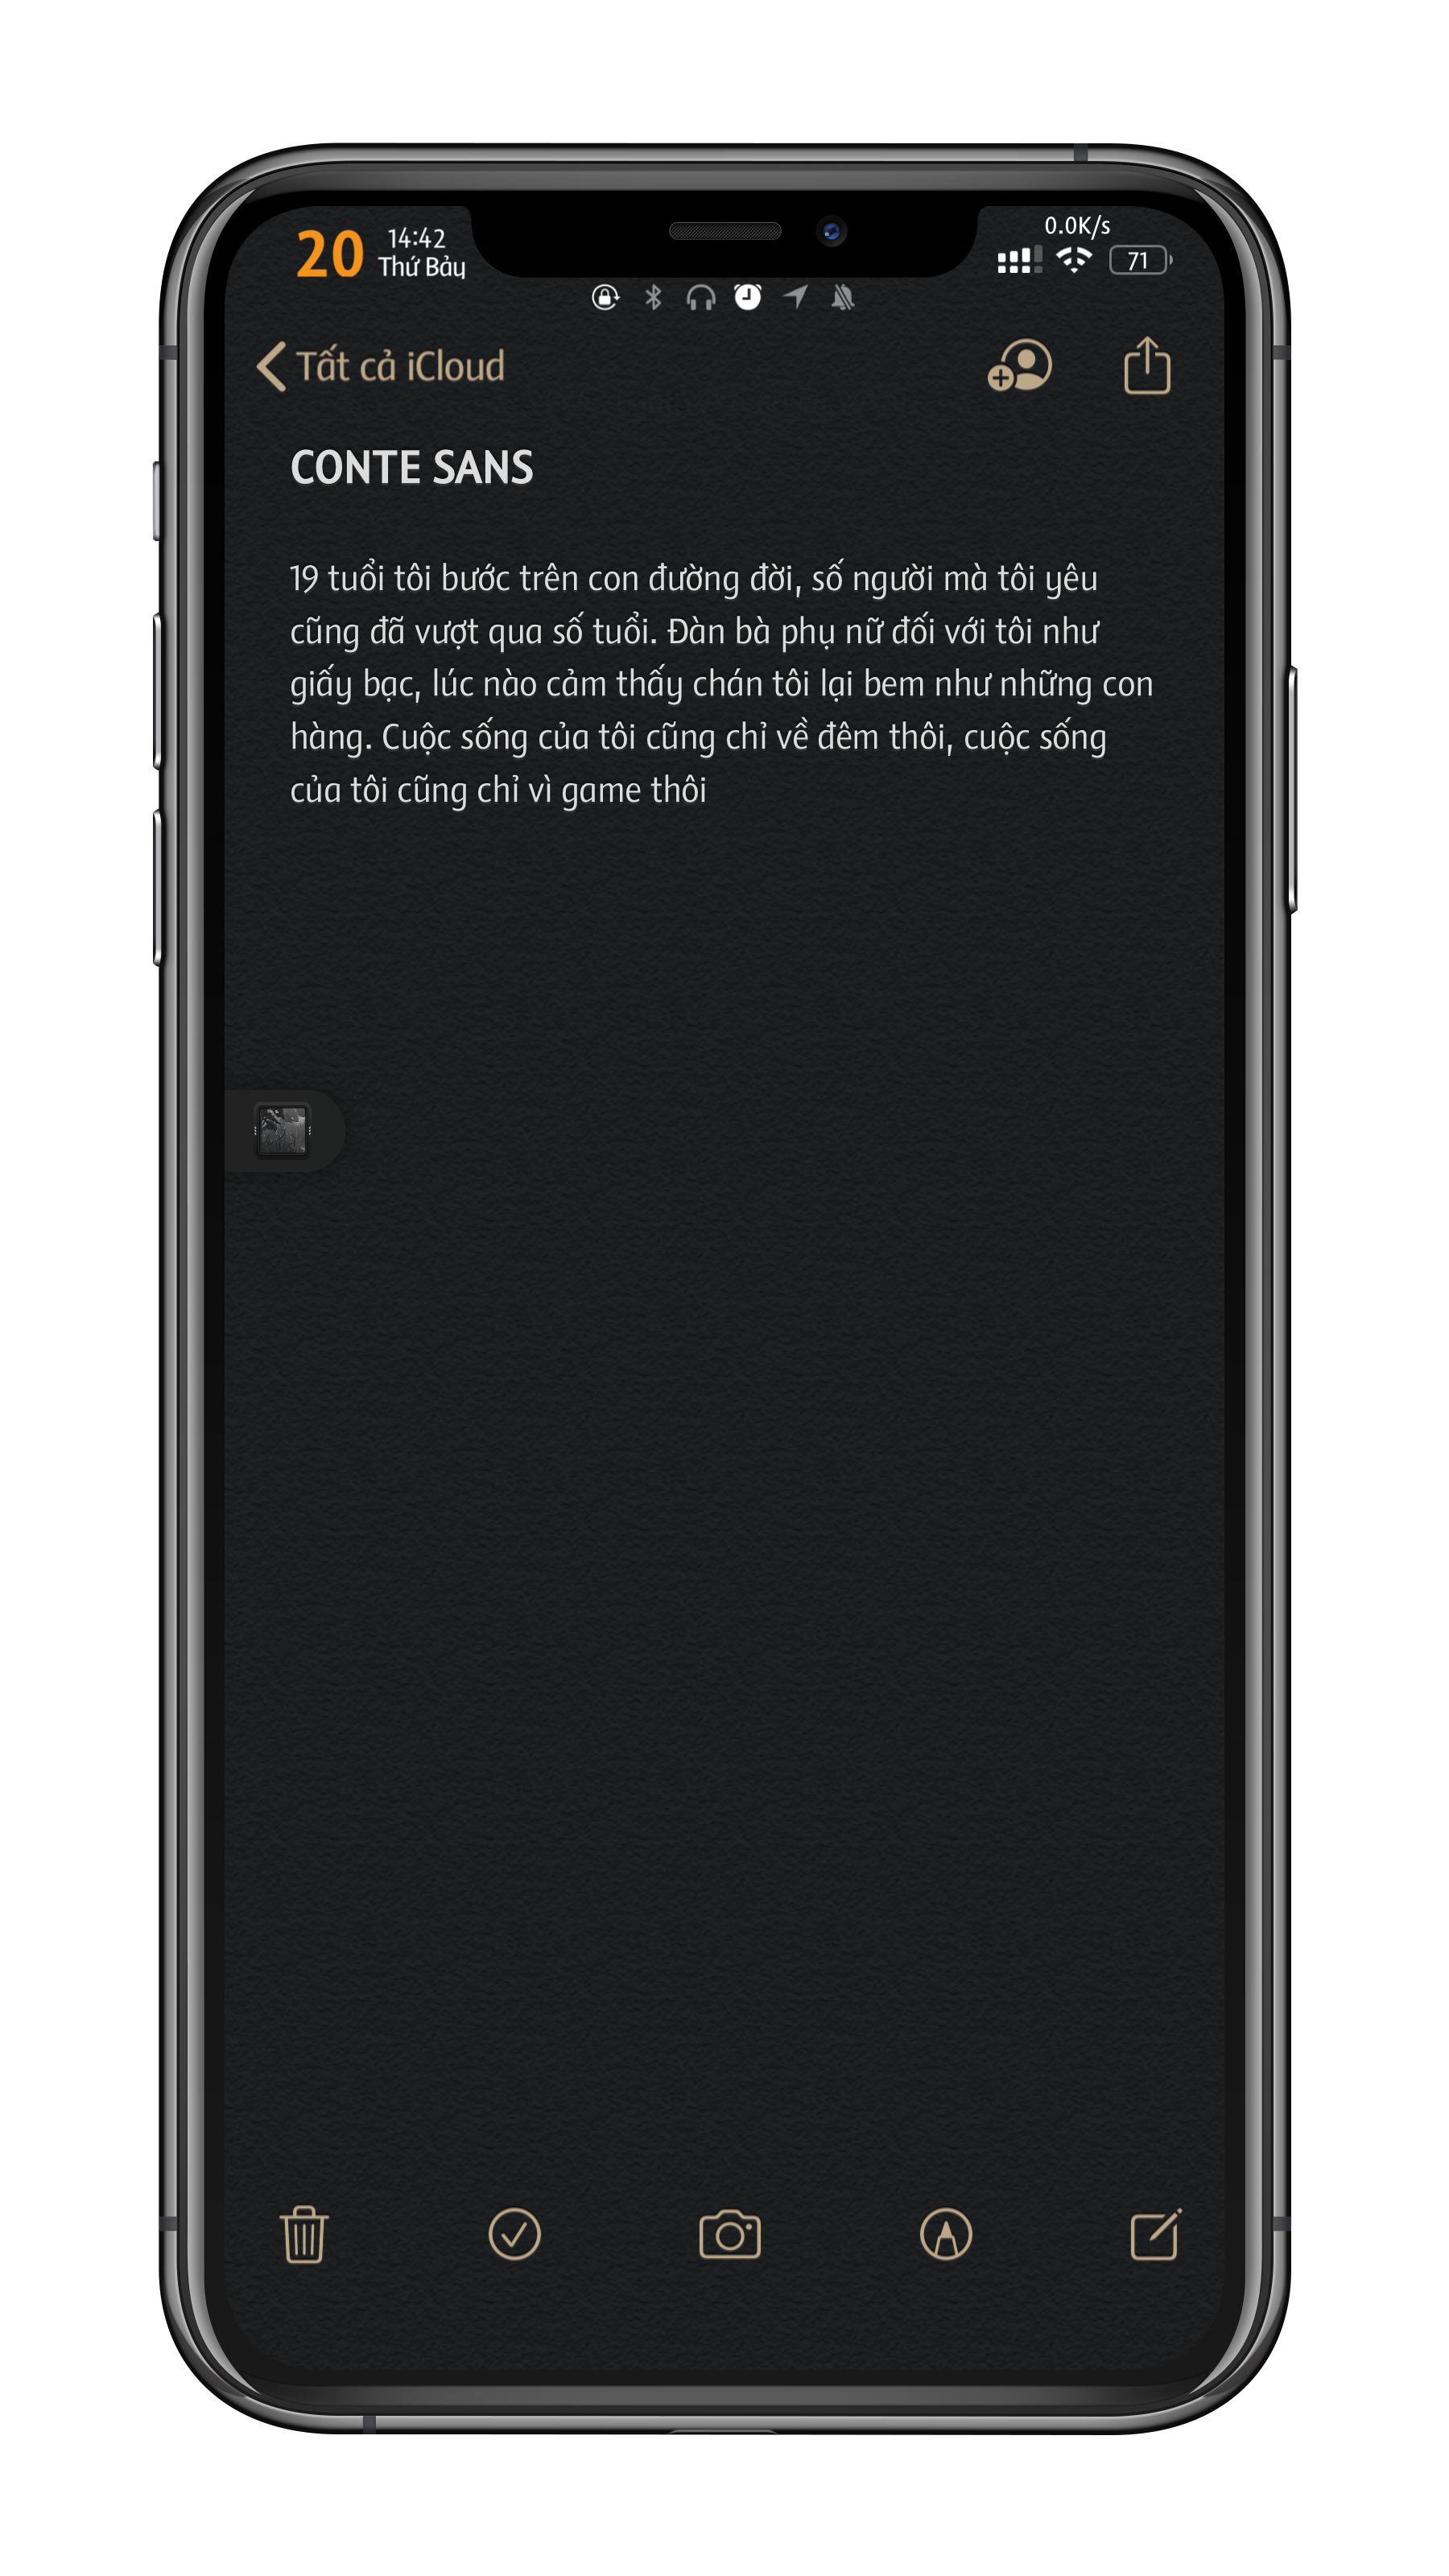 20
14:42
Thứ Bảy
0.0K/s
71
Tất cả iCloud
CONTE SANS
19 tuổi tôi bước trên con đường đời, số người mà tôi yêu
cũng đã vượt qua số tuổi. Đàn bà phụ nữ đối với tôi như
giấy bạc, lúc nào cảm thấy chán tôi lại bem như những con
hàng. Cuộc sống của tôi cũng chỉ về đêm thôi, cuộc sống
của tôi cũng chỉ vì game thôi